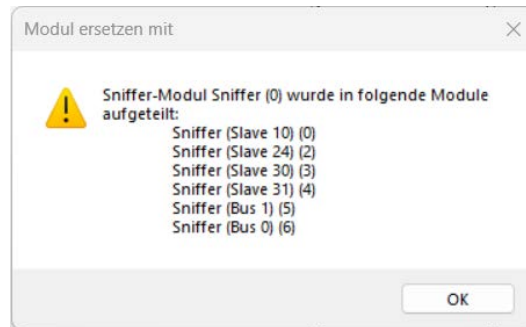 Modul ersetzen mit
Sniffer-Modul Sniffer (0) wurde in folgende Module
aufgeteilt:
Sniffer (Slave 10) (0)
Sniffer (Slave 24) (2)
Sniffer (Slave 30) (3)
Sniffer (Slave 31) (4)
Sniffer (Bus 1) (5)
Sniffer (Bus 0) (6)
OK